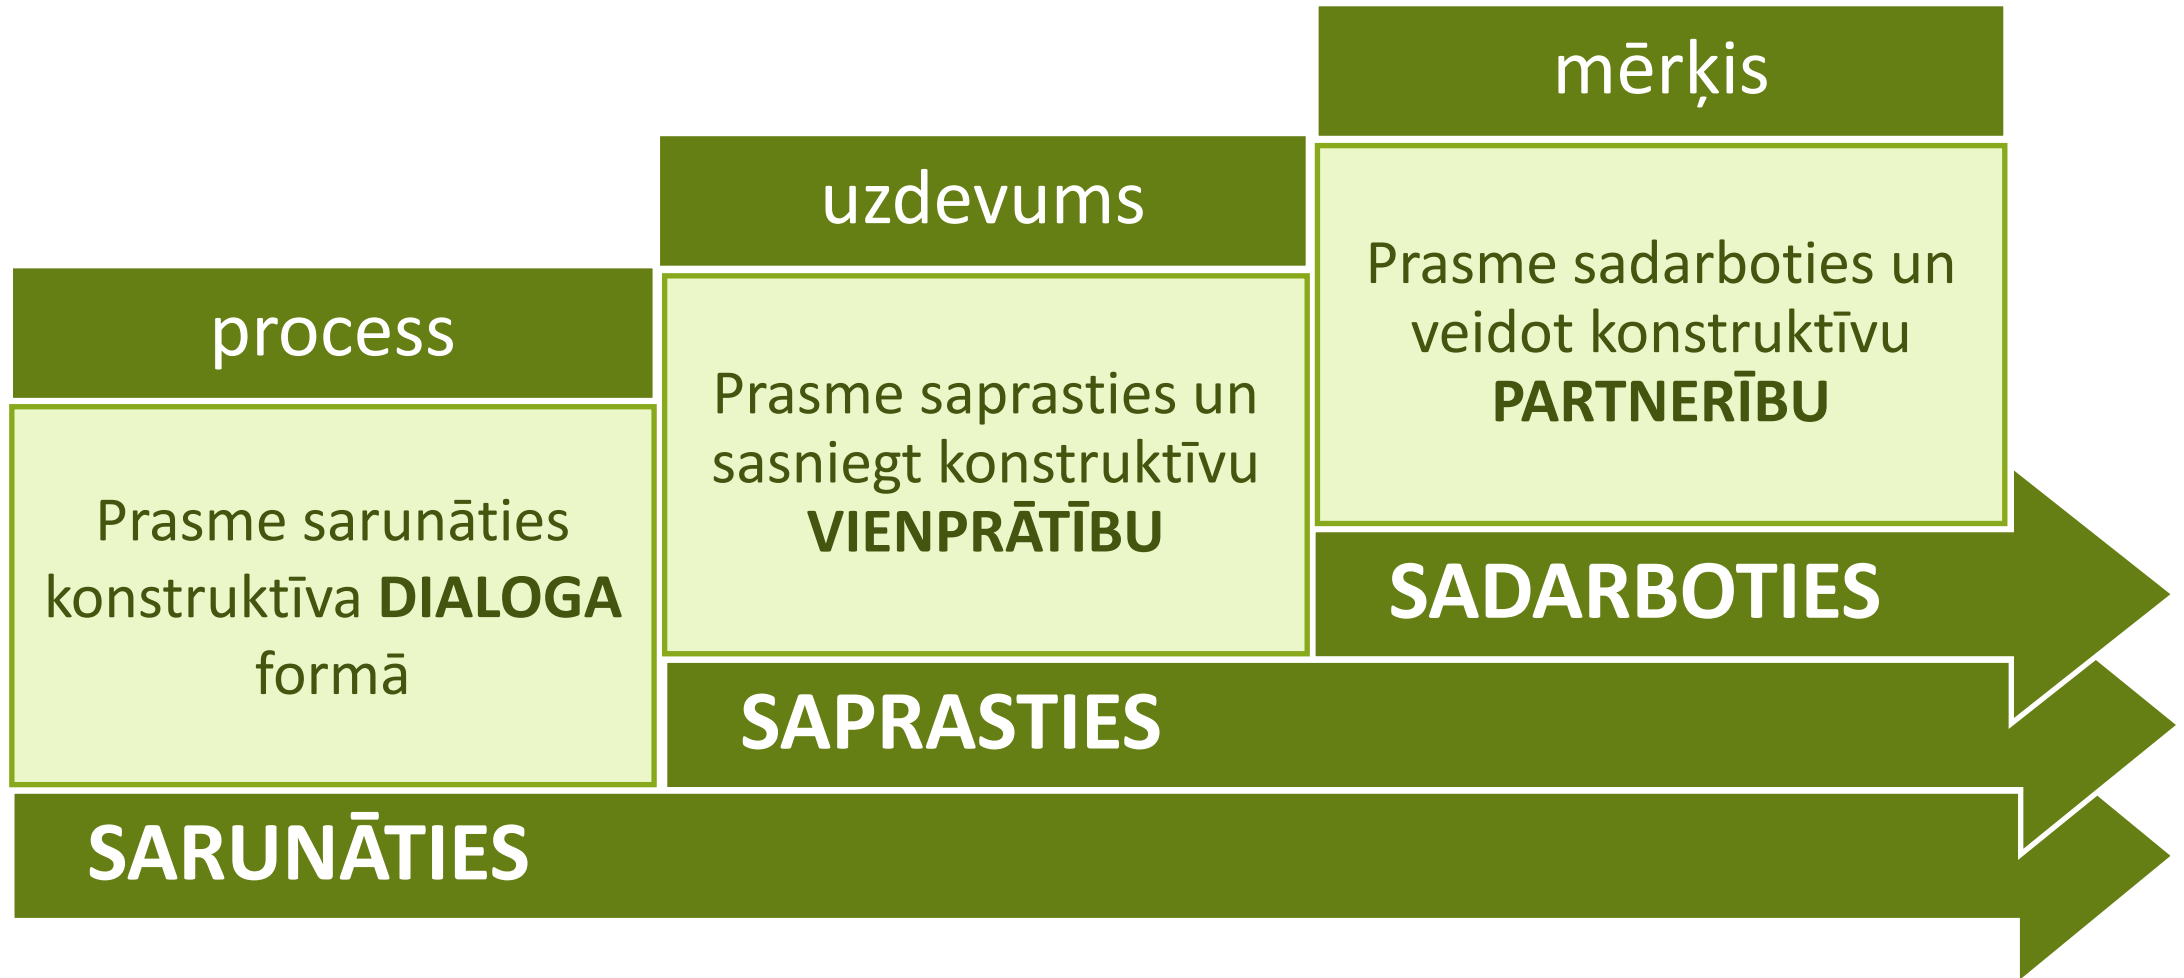 process
Prasme sarunāties
konstruktīva DIALOGA
formā
SARUNĀTIES
uzdevums
Prasme saprasties un
sasniegt konstruktīvu
VIENPRĀTĪBU
SAPRASTIES
mērķis
Prasme sadarboties un
veidot konstruktīvu
PARTNERĪBU
SADARBOTIES